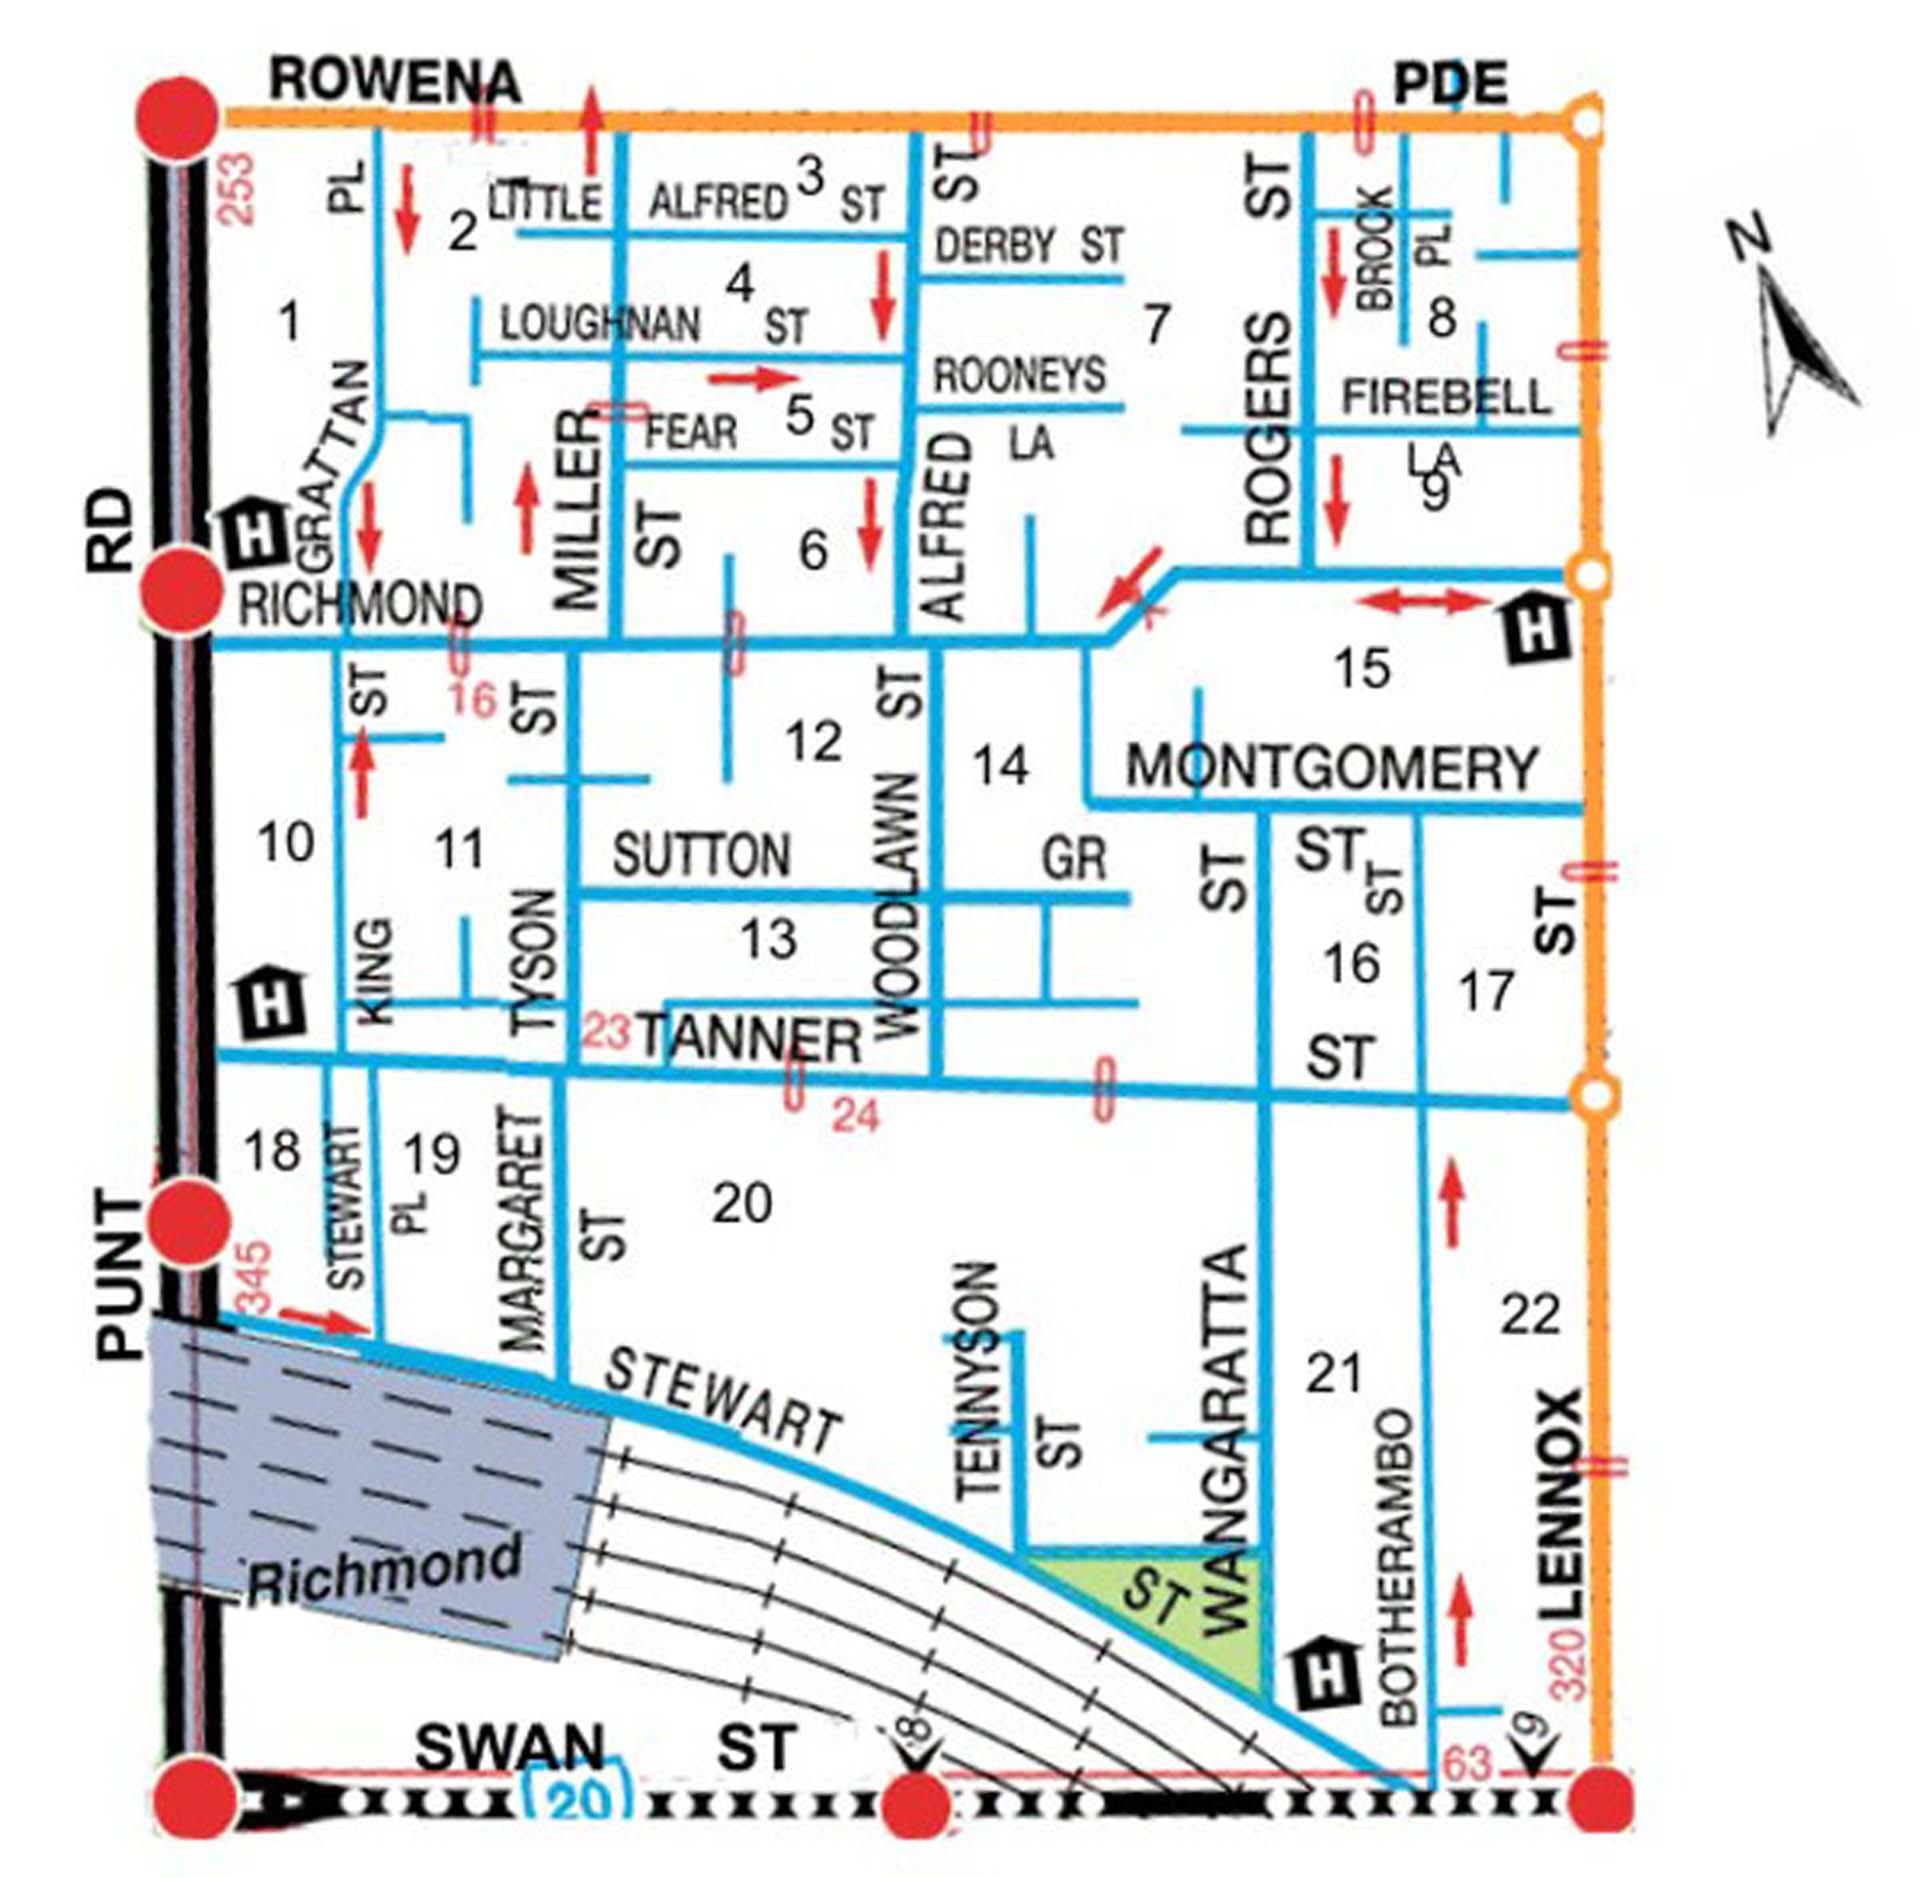 ROWENA PDE
253
PL
2
LITTLE
ALFRED 3 ST
ST
DERBY ST
ST
BROCK
PL
N
1
4
LOUGHNAN ST
7
8
GRATTAN
ROONEYS
LA
FIREBELL
LA
9
5
FEAR ST
MILLER
ST
6
ALFRED
ROGERS
RD
H
RICHMOND
H
16
ST
ST
12
ST
14
15
MONTGOMERY
ST
10
11
SUTTON GR
ST
ST
ST
KING
TYSON
13
WOODLAWN
16
17
H
23
TANNER
ST
24
18
STEWART
19
PL
MARGARET
ST
20
PUNT
345
TENNYSON
ST
WANGARATTA
21
22
STEWART
ST
BOTHERAMBO
LENNOX
Richmond
H
320
SWAN ST
20
8
63
9